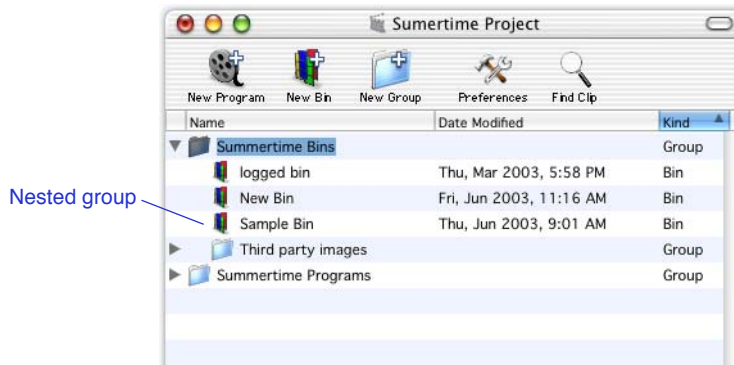 Sumertime Project
New Program New Bin New Group Preferences Find Clip
Name Date Modified Kind
Summertime Bins Group
logged bin Thu, Mar 2003, 5:58 PM Bin
New Bin Fri, Jun 2003, 11:16 AM Bin
Nested group
Sample Bin Thu, Jun 2003, 9:01 AM Bin
Third party images Group
Summertime Programs Group